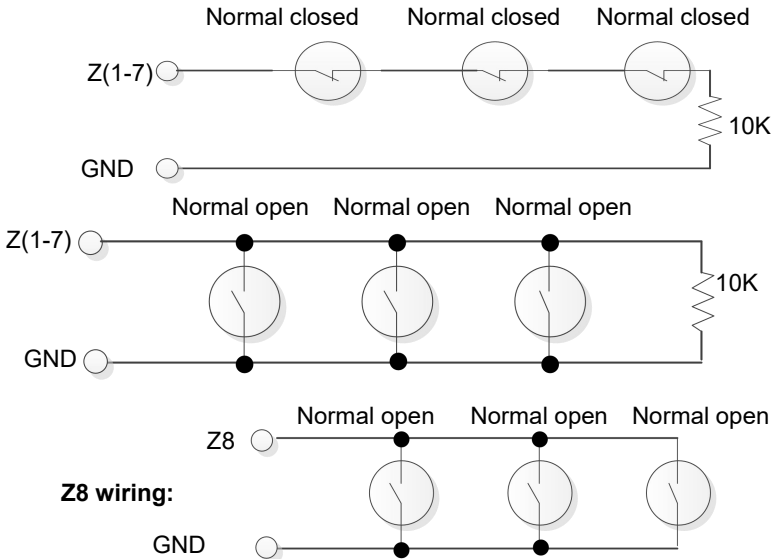 Normal closed Normal closed Normal closed
Z(1-7)
10K
GND
Normal open Normal open Normal open
Z(1-7)
10K
GND
Normal open Normal open Normal open
Z8
Z8 wiring:
GND